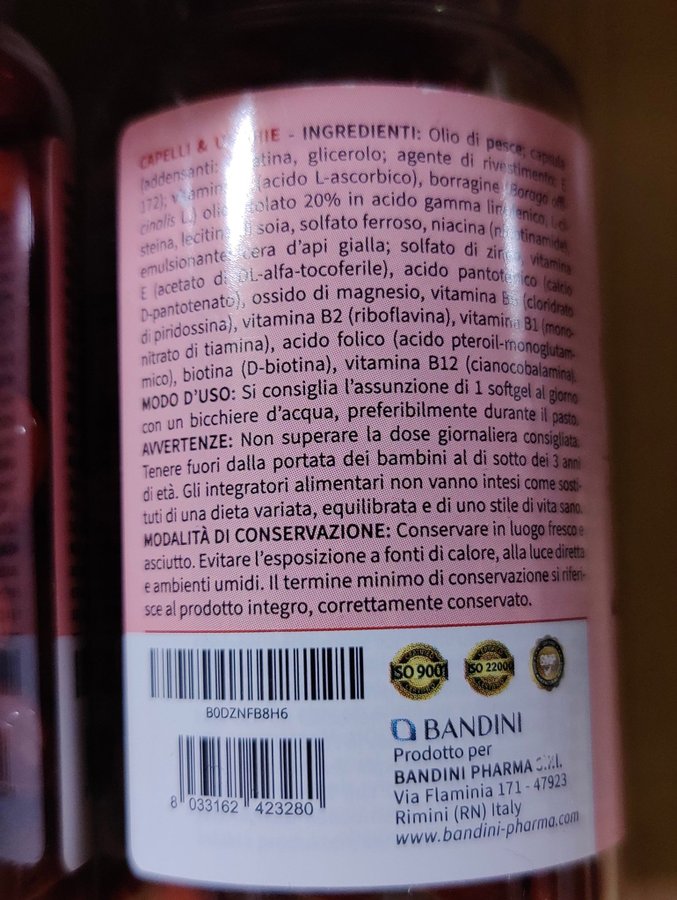 CAPELLI & - INGREDIENTI: Olio di pesce; capsula
(addensanti: glicerolo; agente di rivestimento: E
172); (acido L-ascorbico), borragine (Borago offi-
cinalis L.) 20% in acido gamma L-ci-
steina, soia, solfato ferroso, niacina
emulsionante: cera d'api gialla; solfato di vitamina
E (acetato di DL-alfa-tocoferile), acido pantotenico (calcio
D-pantotenato), ossido di magnesio, vitamina (cloridrato
di piridossina), vitamina B2 (riboflavina), vitamina B1 (mono-
nitrato di tiamina), acido folico (acido pteroil-monoglutam-
mico), biotina (D-biotina), vitamina B12 (cianocobalamina).
MODO D'USO: Si consiglia l'assunzione di 1 softgel al giorno
con un bicchiere d'acqua, preferibilmente durante il pasto.
AVVERTENZE: Non superare la dose giornaliera consigliata.
Tenere fuori dalla portata dei bambini al di sotto dei 3 anni
di età. Gli integratori alimentari non vanno intesi come sosti-
tuti di una dieta variata, equilibrata e di uno stile di vita sano.
MODALITÀ DI CONSERVAZIONE: Conservare in luogo fresco e
asciutto. Evitare l'esposizione a fonti di calore, alla luce diretta
e ambienti umidi. Il termine minimo di conservazione si riferi-
sce al prodotto integro, correttamente conservato.
B0DZNFB8H6
8 033162 423280
ISO 9001
ISO 22000
BANDINI
Prodotto per
BANDINI PHARMA
Via Flaminia 171 - 47923
Rimini (RN) Italy
www.bandini-pharma.com